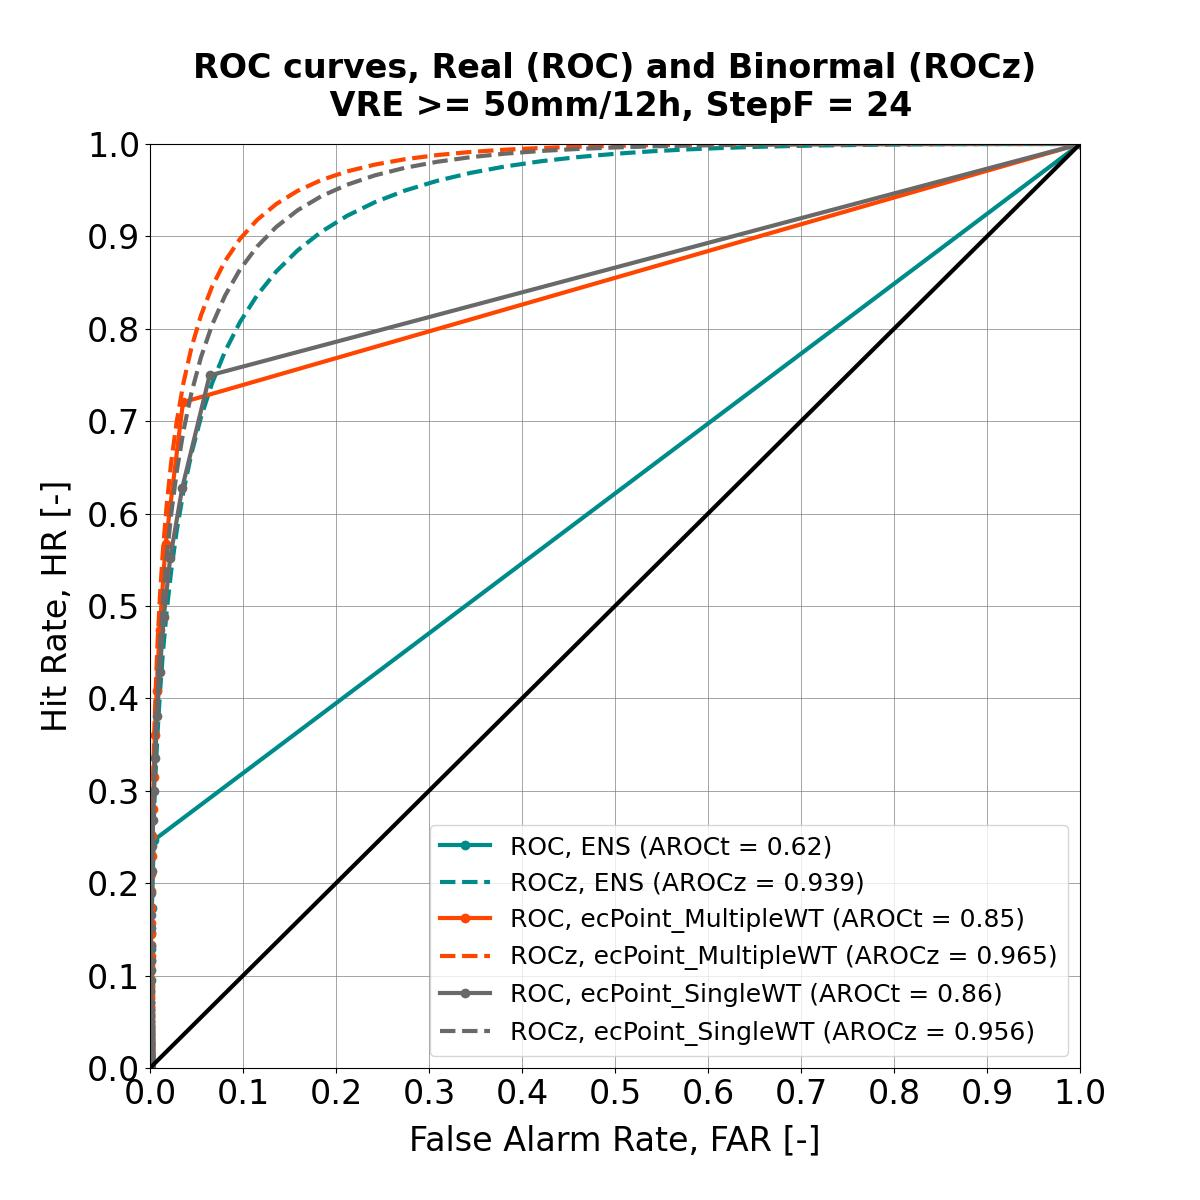 ROC curves, Real (ROC) and Binormal (ROCz)
VRE >= 50mm/12h, StepF = 24
1.0
0.9
0.8
0.7
0.6
0.5
0.4
0.3
0.2
0.1
0.0
Hit Rate, HR [-]
ROC, ENS (AROCt = 0.62)
ROCz, ENS (AROCz = 0.939)
ROC, ecPoint_MultipleWT (AROCt = 0.85)
ROCz, ecPoint_MultipleWT (AROCz = 0.965)
ROC, ecPoint_SingleWT (AROCt = 0.86)
ROCz, ecPoint_SingleWT (AROCz = 0.956)
0.0 0.1 0.2 0.3 0.4 0.5 0.6 0.7 0.8 0.9 1.0
False Alarm Rate, FAR [-]